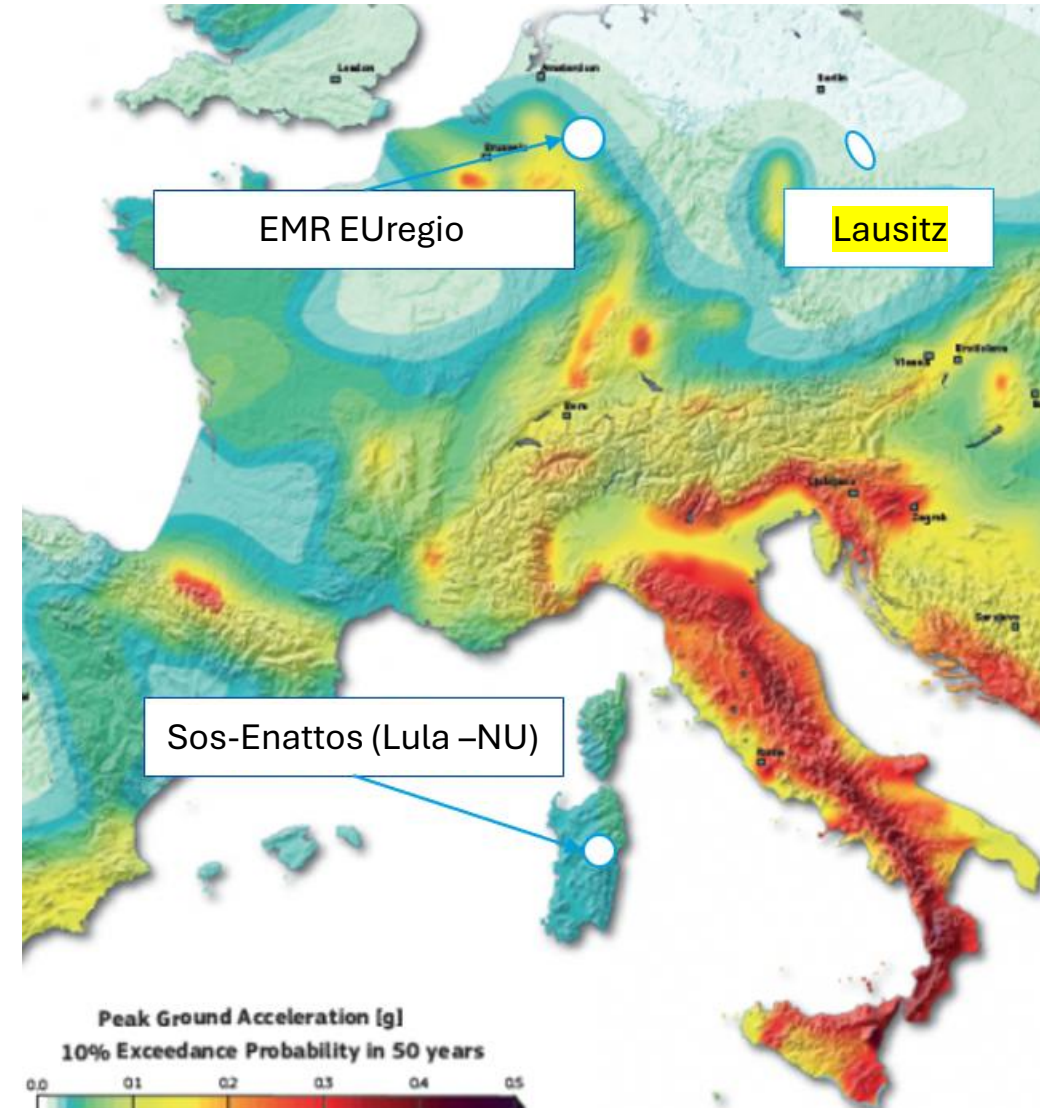 London
Amsterdam
Berlin
Brussels
EMR EUregio
Lausitz
Vienna
Bratislava
Bern
Ljubljana
Zagreb
Sarajevo
Sos-Enattos (Lula –NU)
Rome
Peak Ground Acceleration [g]
10% Exceedance Probability in 50 years
0.0 0.1 0.2 0.3 0.4 0.5